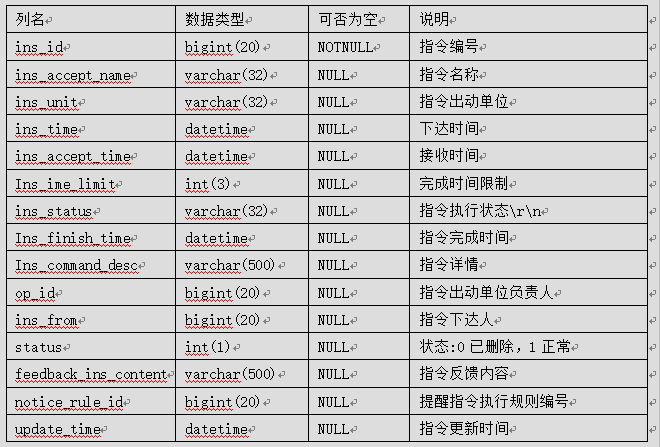 列名 数据类型 可否为空 说明
ins_id bigint(20) NOTNULL 指令编号
ins_accept_name varchar(32) NULL 指令名称
ins_unit varchar(32) NULL 指令出动单位
ins_time datetime NULL 下达时间
ins_accept_time datetime NULL 接收时间
Ins_ime_limit int(3) NULL 完成时间限制
ins_status varchar(32) NULL 指令执行状态\r\n
Ins_finish_time datetime NULL 指令完成时间
Ins_command_desc varchar(500) NULL 指令详情
op_id bigint(20) NULL 指令出动单位负责人
ins_from bigint(20) NULL 指令下达人
status int(1) NULL 状态:0已删除，1正常
feedback_ins_content varchar(500) NULL 指令反馈内容
notice_rule_id bigint(20) NULL 提醒指令执行规则编号
update_time datetime NULL 指令更新时间